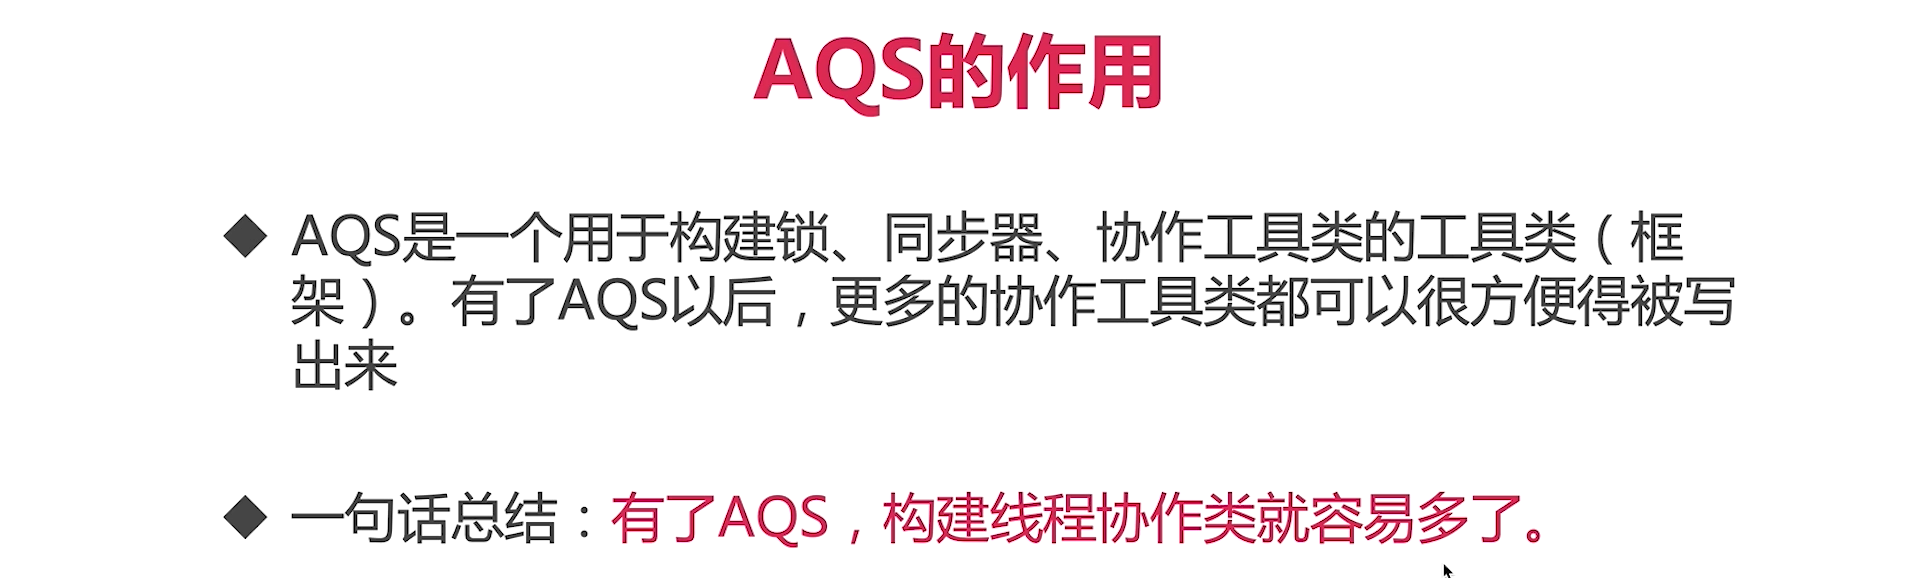 AQS的作用
◆ AQS是一个用于构建锁、同步器、协作工具类的工具类（框
架）。有了AQS以后，更多的协作工具类都可以很方便得被写
出来
◆ 一句话总结：有了AQS，构建线程协作类就容易多了。